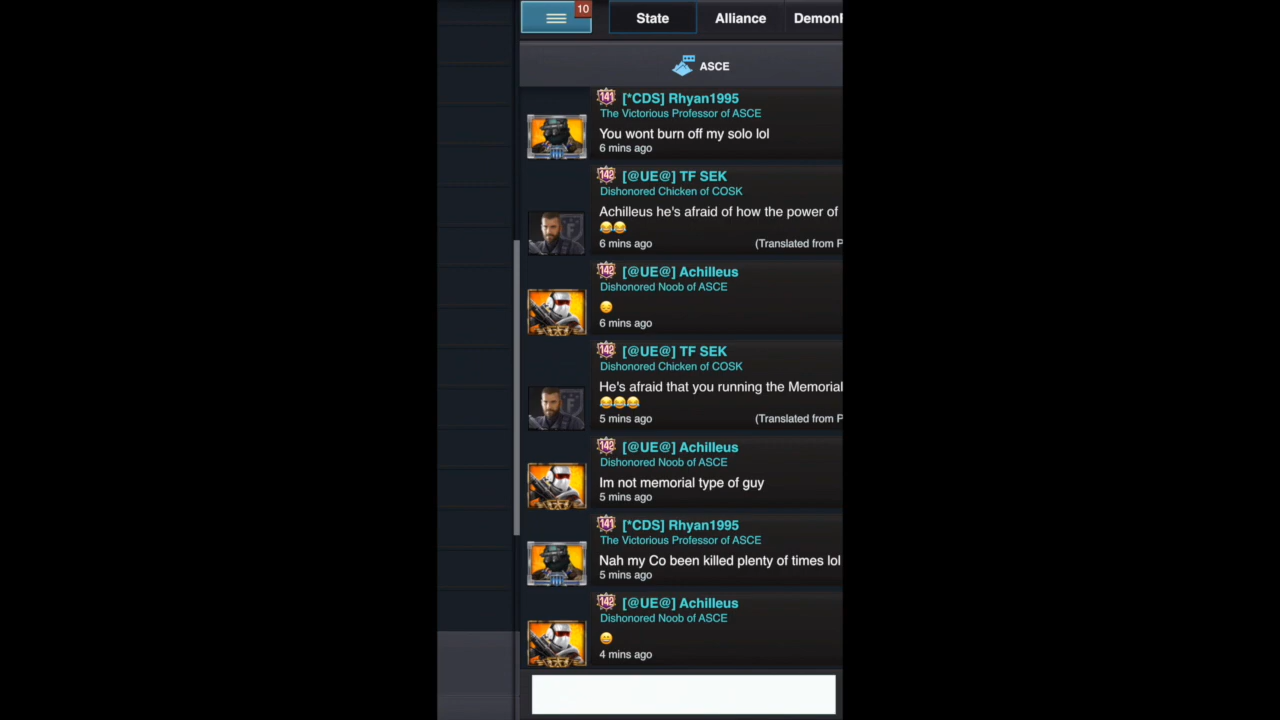 10
State
Alliance
ASCE
141 [*CDS] Rhyan1995
The Victorious Professor of ASCE
You wont burn off my solo lol
6 mins ago
142 [@UE@] TF SEK
Dishonored Chicken of COSK
Achilleus he's afraid of how the power of
😂😂
6 mins ago
(Translated from P
142 [@UE@] Achilleus
Dishonored Noob of ASCE
😔
6 mins ago
142 [@UE@] TF SEK
Dishonored Chicken of COSK
He's afraid that you running the Memorial
😂😂😂
5 mins ago
(Translated from P
142 [@UE@] Achilleus
Dishonored Noob of ASCE
Im not memorial type of guy
5 mins ago
141 [*CDS] Rhyan1995
The Victorious Professor of ASCE
Nah my Co been killed plenty of times lol
5 mins ago
142 [@UE@] Achilleus
Dishonored Noob of ASCE
😄
4 mins ago